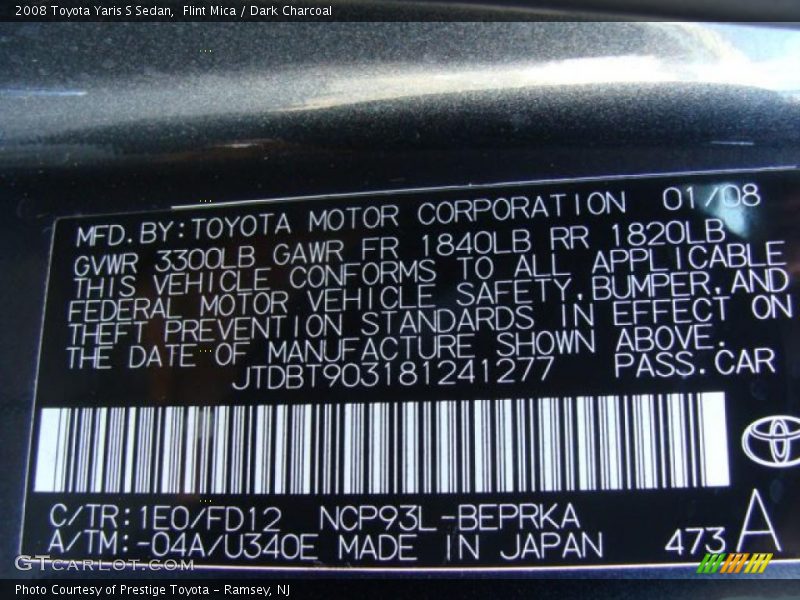 2008 Toyota Yaris S Sedan,  Flint Mica / Dark Charcoal
MFD.BY:TOYOTA MOTOR CORPORATION 01/08
GVWR 3300LB GAWR FR 1840LB RR 1820LB
THIS VEHICLE CONFORMS TO ALL APPLICABLE
FEDERAL MOTOR VEHICLE SAFETY,BUMPER,AND
THEFT PREVENTION STANDARDS IN EFFECT ON
THE DATE OF MANUFACTURE SHOWN ABOVE.
JTDBT903181241277 PASS.CAR
C/TR:1E0/FD12 NCP93L-BEPRKA
A/TM:-04A/U340E MADE IN JAPAN 473 A
GTCARLOT.COM
Photo Courtesy of Prestige Toyota - Ramsey, NJ